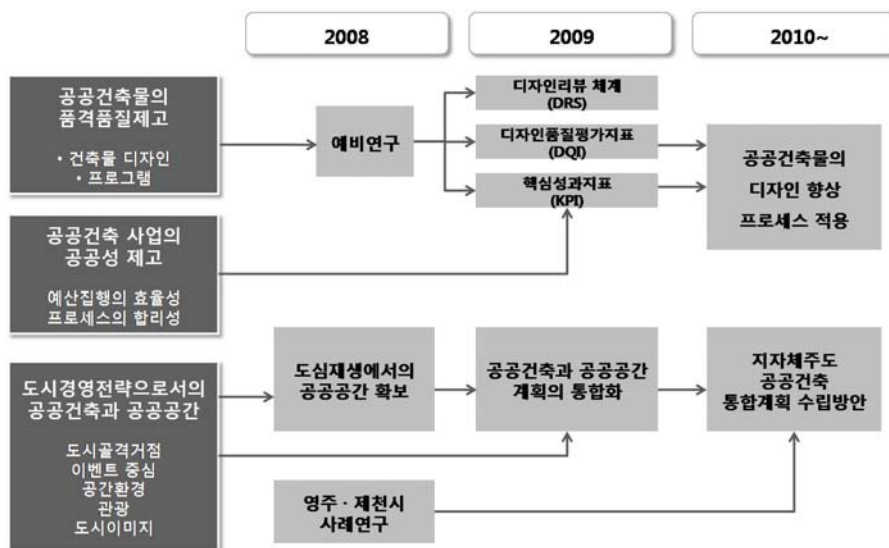 2008
2009
2010~
공공건축물의
품격품질제고
• 건축물 디자인
• 프로그램
예비연구
디자인리뷰 체계
(DRS)
디자인품질평가지표
(DQI)
핵심성과지표
(KPI)
공공건축물의
디자인 향상
프로세스 적용
공공건축 사업의
공공성 제고
예산집행의 효율성
프로세스의 합리성
도시경영전략으로서의
공공건축과 공공공간
도시골격거점
이벤트 중심
공간환경
관광
도시이미지
도심재생에서의
공공공간 확보
공공건축과 공공공간
계획의 통합화
지자체주도
공공건축
통합계획 수립방안
영주 · 제천시
사례연구